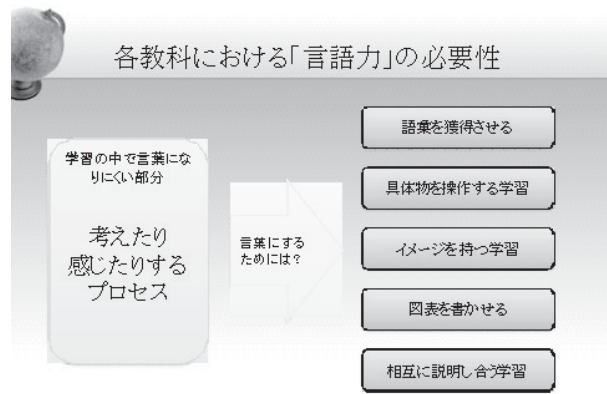 各教科における「言語力」の必要性
学習の中で言葉にな
りにくい部分
考えたり
感じたりする
プロセス
言葉にする
ためには?
語彙を獲得させる
具体物を操作する学習
イメージを持つ学習
図表を書かせる
相互に説明し合う学習